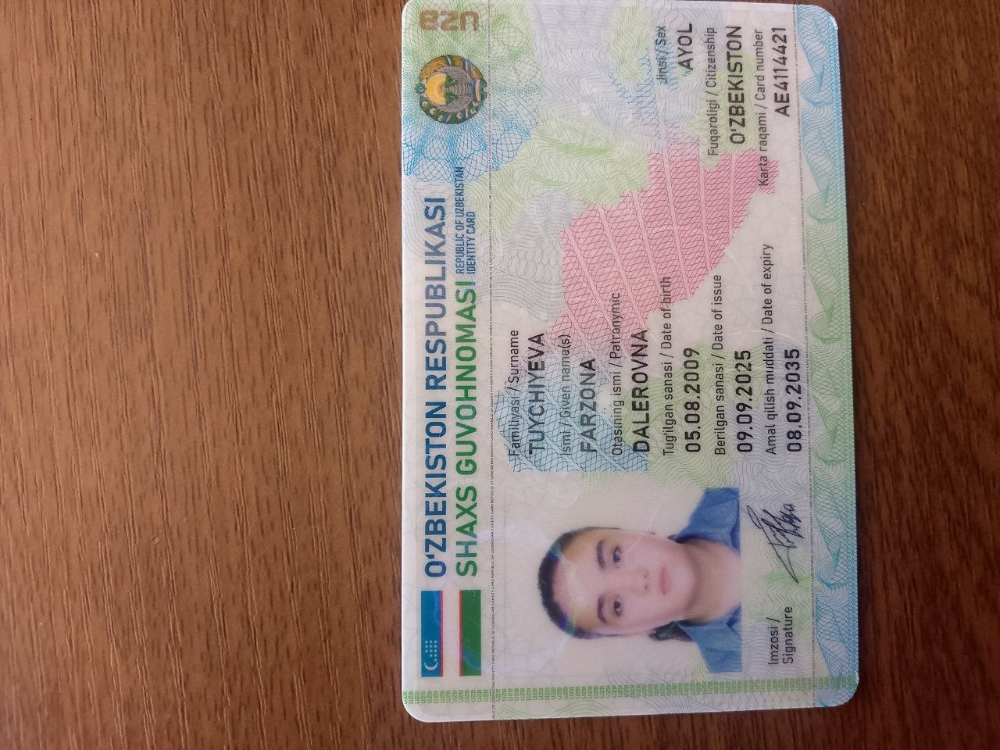 O'ZBEKISTON RESPUBLIKASI
SHAXS GUVOHNOMASI
REPUBLIC OF UZBEKISTAN
IDENTITY CARD
UZB
Familiyasi / Surname
TUYCHIYEVA
Ismi / Given name(s)
FARZONA
Otasining ismi / Patronymic
DALEROVNA
Tug'ilgan sanasi / Date of birth
05.08.2009
Jinsi / Sex
AYOL
Berilgan sanasi / Date of issue
09.09.2025
Fuqaroligi / Citizenship
O'ZBEKISTON
Amal qilish muddati / Date of expiry
08.09.2035
Karta raqami / Card number
AE4114421
Imzosi /
Signature